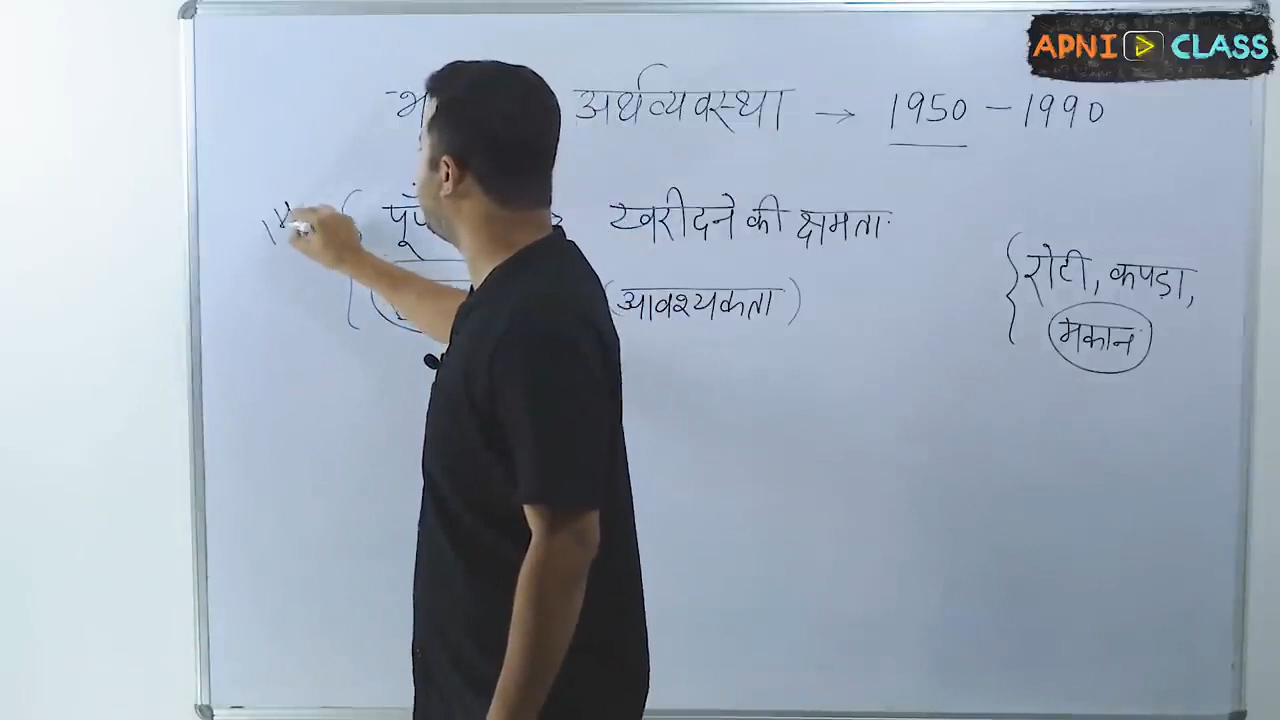 APNI CLASS
अर्थव्यवस्था → 1950 - 1990
खरीदने की क्षमता
(आवश्यकता)
रोटी, कपड़ा,
मकान